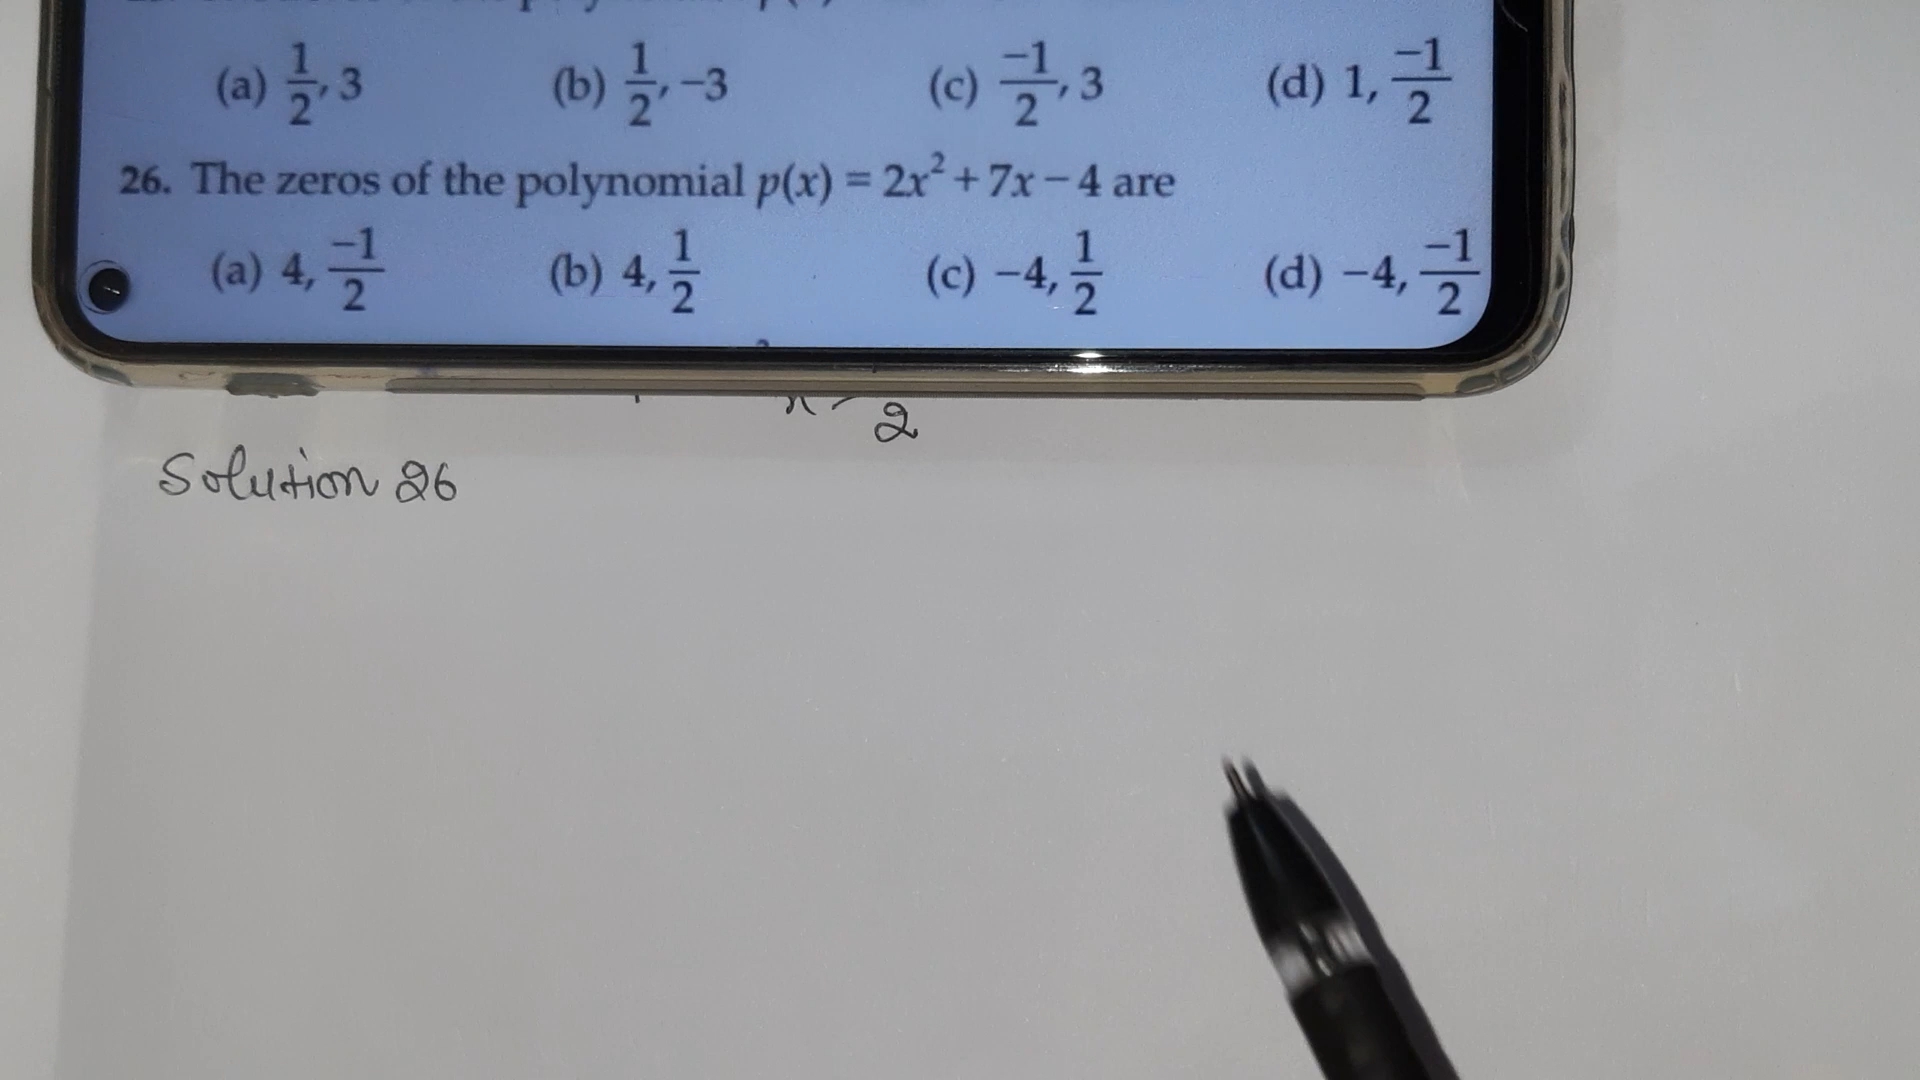 (a) 1/2, 3 (b) 1/2, −3 (c) −1/2, 3 (d) 1, −1/2
26. The zeros of the polynomial p(x) = 2x² + 7x − 4 are
(a) 4, −1/2 (b) 4, 1/2 (c) −4, 1/2 (d) −4, −1/2
2
Solution 26